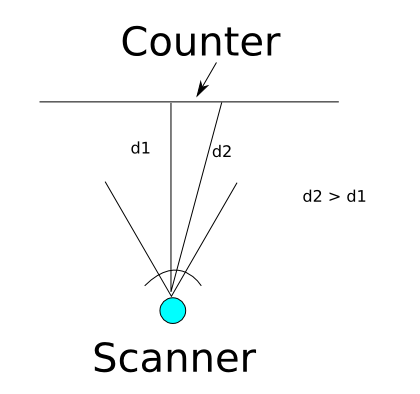 Counter
d1
d2
d2 > d1
Scanner